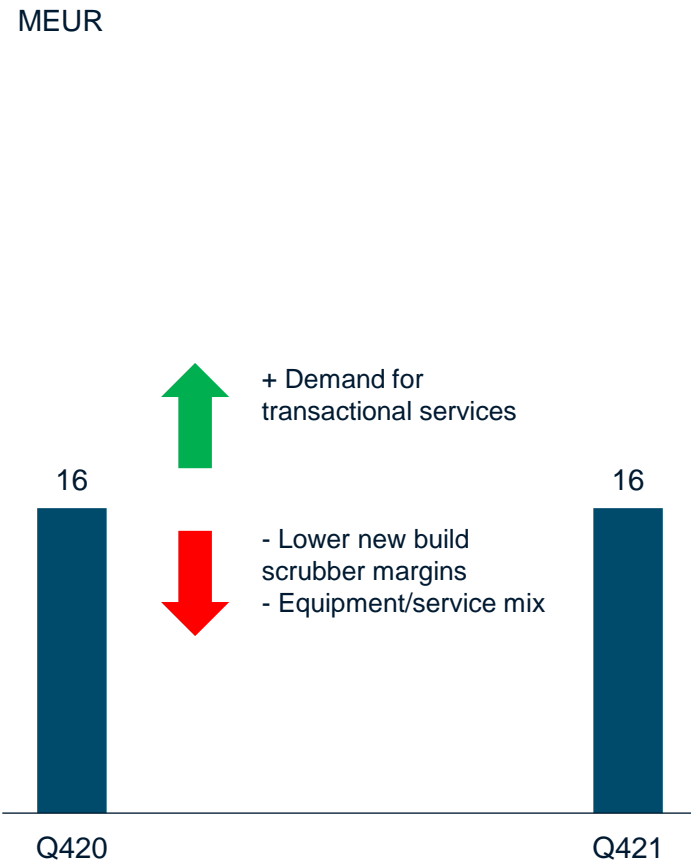 MEUR
+ Demand for
transactional services
16
16
- Lower new build
scrubber margins
- Equipment/service mix
Q420
Q421